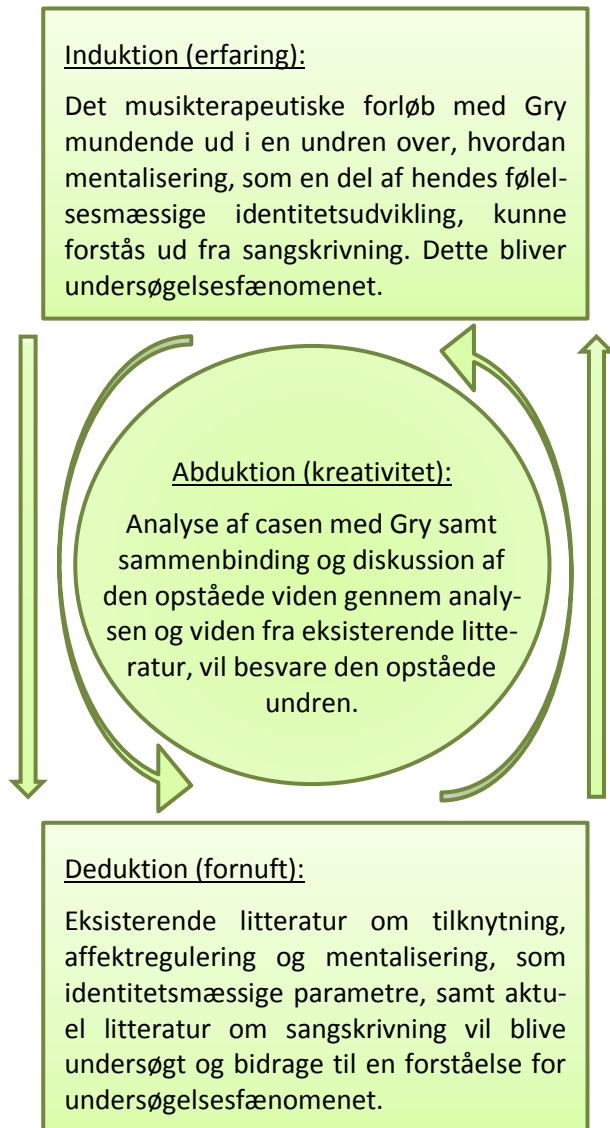 Induktion (erfaring):
Det musikterapeutiske forløb med Gry
mundende ud i en undren over, hvordan
mentalisering, som en del af hendes følel-
sesmæssige identitetsudvikling, kunne
forstås ud fra sangskrivning. Dette bliver
undersøgelsesfænomenet.
Abduktion (kreativitet):
Analyse af casen med Gry samt
sammenbinding og diskussion af
den opståede viden gennem analy-
sen og viden fra eksisterende litte-
ratur, vil besvare den opståede
undren.
Deduktion (fornuft):
Eksisterende litteratur om tilknytning,
affektregulering og mentalisering, som
identitetsmæssige parametre, samt aktu-
el litteratur om sangskrivning vil blive
undersøgt og bidrage til en forståelse for
undersøgelsesfænomenet.